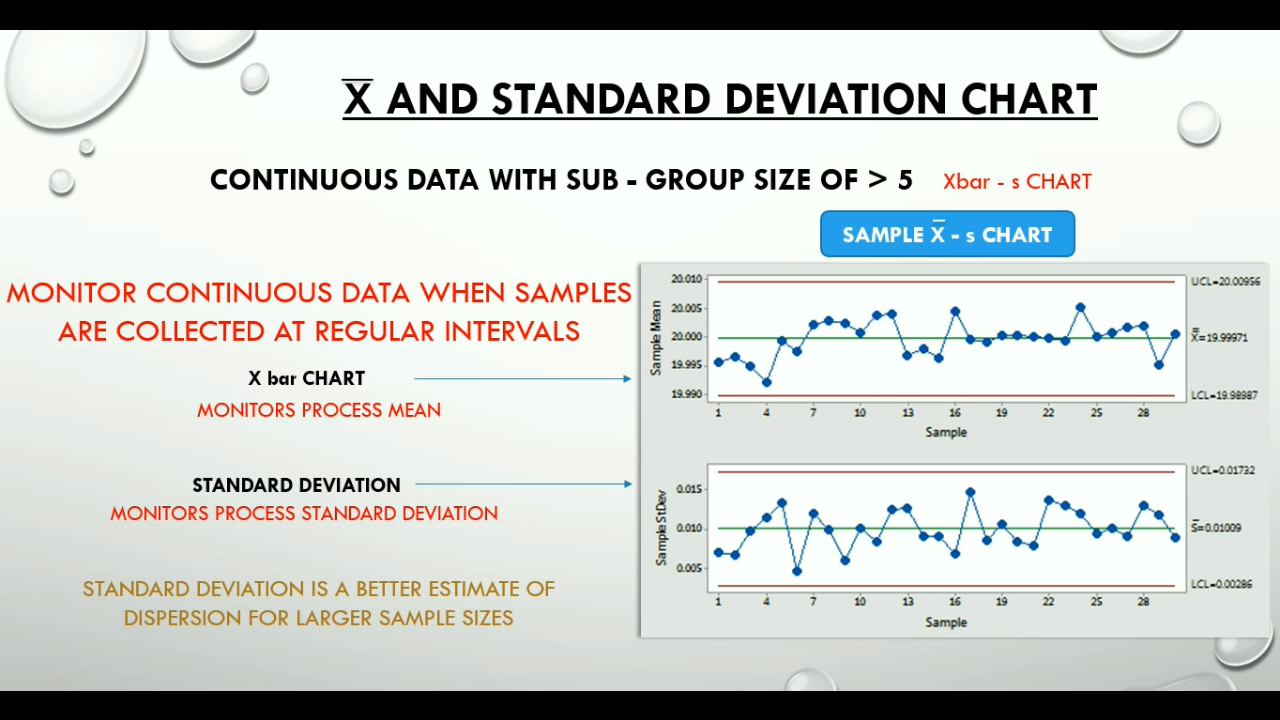 X̅ AND STANDARD DEVIATION CHART
CONTINUOUS DATA WITH SUB - GROUP SIZE OF > 5 Xbar - s CHART
SAMPLE X̅ - s CHART
MONITOR CONTINUOUS DATA WHEN SAMPLES
ARE COLLECTED AT REGULAR INTERVALS
X bar CHART
MONITORS PROCESS MEAN
STANDARD DEVIATION
MONITORS PROCESS STANDARD DEVIATION
STANDARD DEVIATION IS A BETTER ESTIMATE OF
DISPERSION FOR LARGER SAMPLE SIZES
Sample Mean
20.010
20.005
20.000
19.995
19.990
UCL=20.00956
X̿=19.99971
LCL=19.98987
1 4 7 10 13 16 19 22 25 28
Sample
Sample StDev
0.015
0.010
0.005
UCL=0.01732
S̅=0.01009
LCL=0.00286
1 4 7 10 13 16 19 22 25 28
Sample